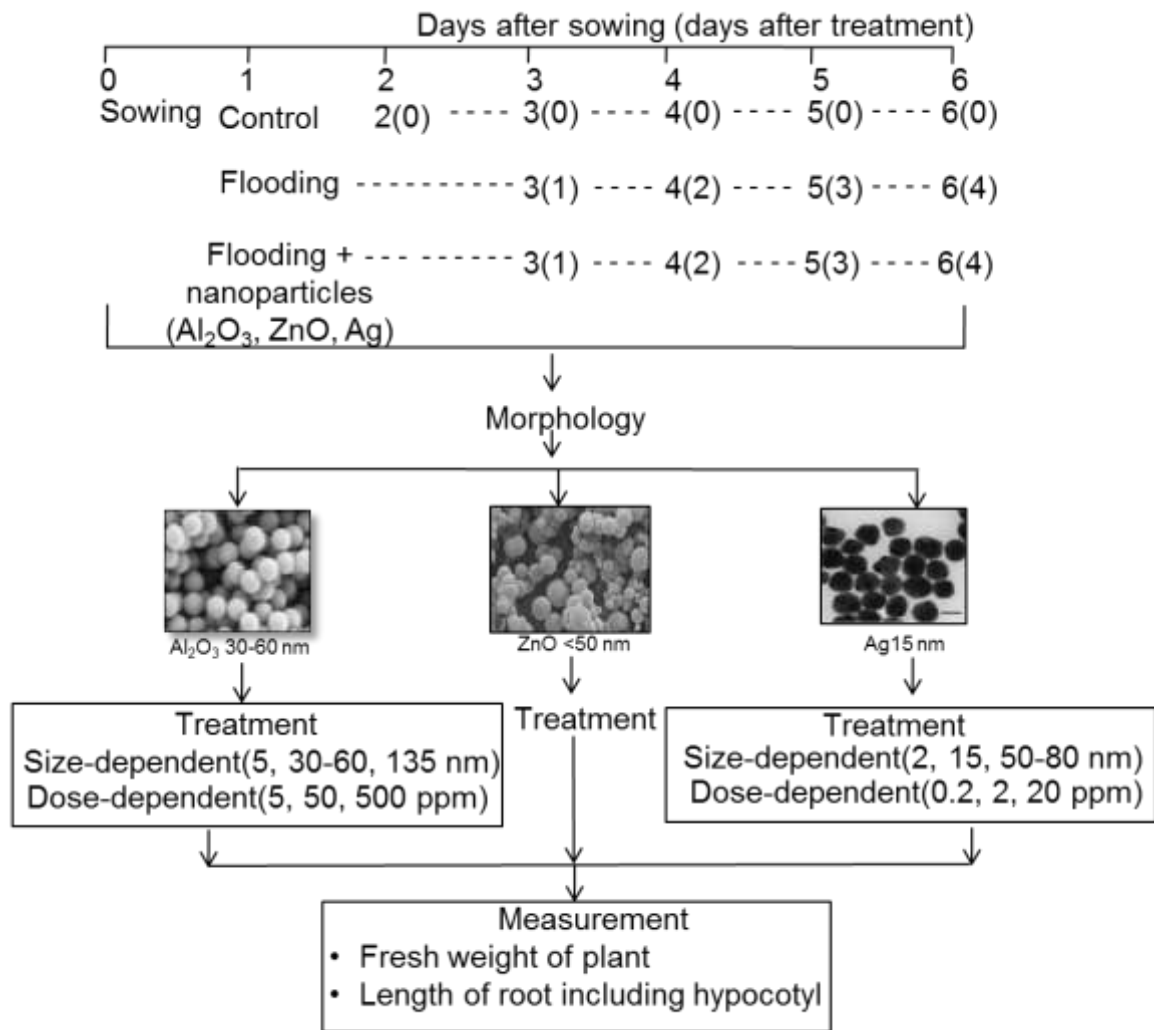 Days after sowing (days after treatment)
0 1 2 3 4 5 6
Sowing Control 2(0) ---- 3(0) ---- 4(0) ---- 5(0) ---- 6(0)
Flooding --------- 3(1) ---- 4(2) ---- 5(3) ---- 6(4)
Flooding + -- ------ 3(1) ---- 4(2) ---- 5(3) ---- 6(4)
nanoparticles
(Al₂O₃, ZnO, Ag)
Morphology
Al₂O₃ 30-60 nm
ZnO <50 nm
Ag15 nm
Treatment
Size-dependent(5, 30-60, 135 nm)
Dose-dependent(5, 50, 500 ppm)
Treatment
Treatment
Size-dependent(2, 15, 50-80 nm)
Dose-dependent(0.2, 2, 20 ppm)
Measurement
• Fresh weight of plant
• Length of root including hypocotyl